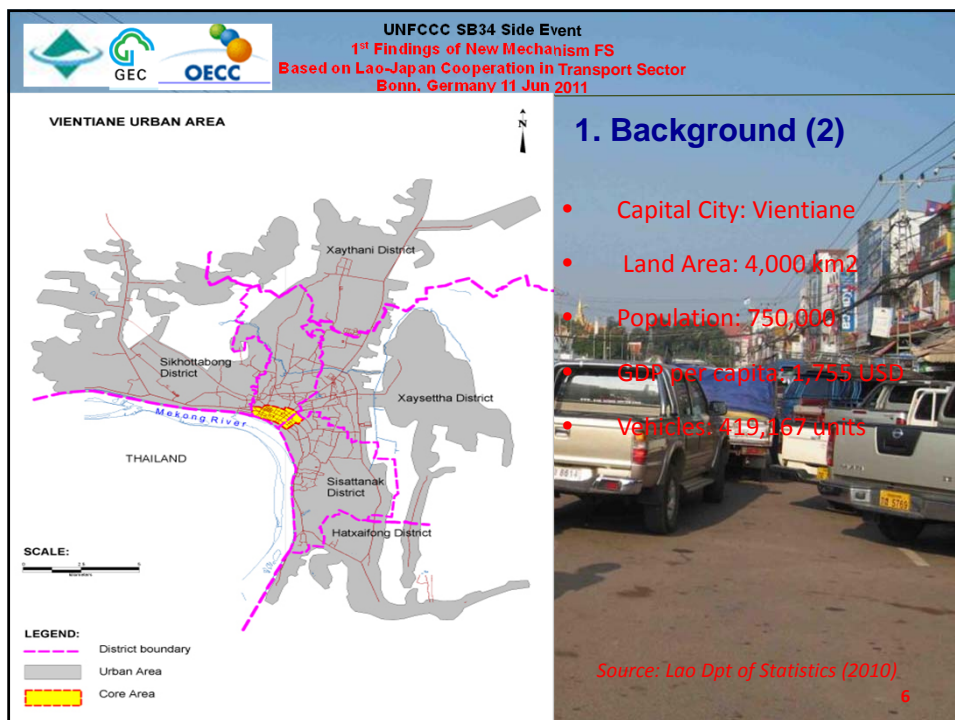 UNFCCC SB34 Side Event
1st Findings of New Mechanism FS
Based on Lao-Japan Cooperation in Transport Sector
Bonn. Germany 11 Jun 2011
GEC
OECC
VIENTIANE URBAN AREA
N
1. Background (2)
• Capital City: Vientiane
• Land Area: 4,000 km2
• Population: 750,000
• GDP per capita: 1,755 USD
• Vehicles: 419,167 units
Xaythani District
Sikhottabong
District
Xaysettha District
Mekong River
THAILAND
Sisattanak
District
Hatxaifong District
SCALE:
LEGEND:
District boundary
Urban Area
Core Area
Source: Lao Dpt of Statistics (2010)
6